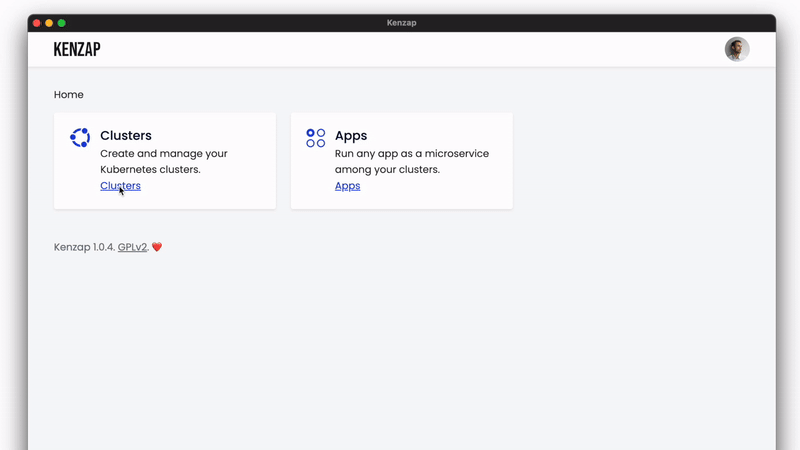 Kenzap
KENZAP
Home
Clusters
Create and manage your
Kubernetes clusters.
Clusters
Apps
Run any app as a microservice
among your clusters.
Apps
Kenzap 1.0.4. GPLv2. ❤️